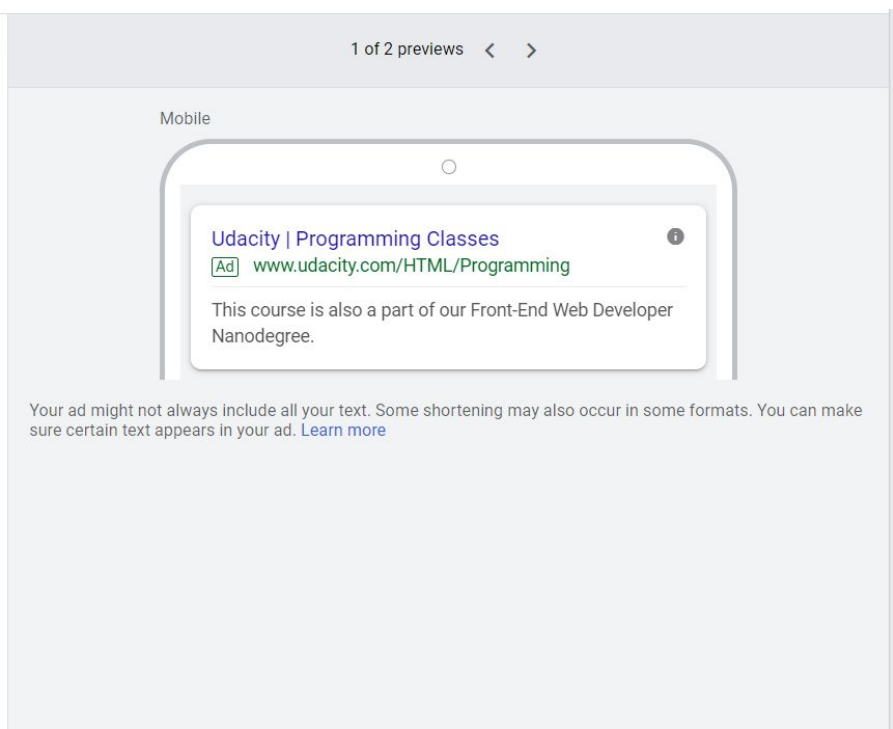 1 of 2 previews
Mobile
Udacity | Programming Classes
Ad www.udacity.com/HTML/Programming
This course is also a part of our Front-End Web Developer
Nanodegree.
Your ad might not always include all your text. Some shortening may also occur in some formats. You can make
sure certain text appears in your ad. Learn more